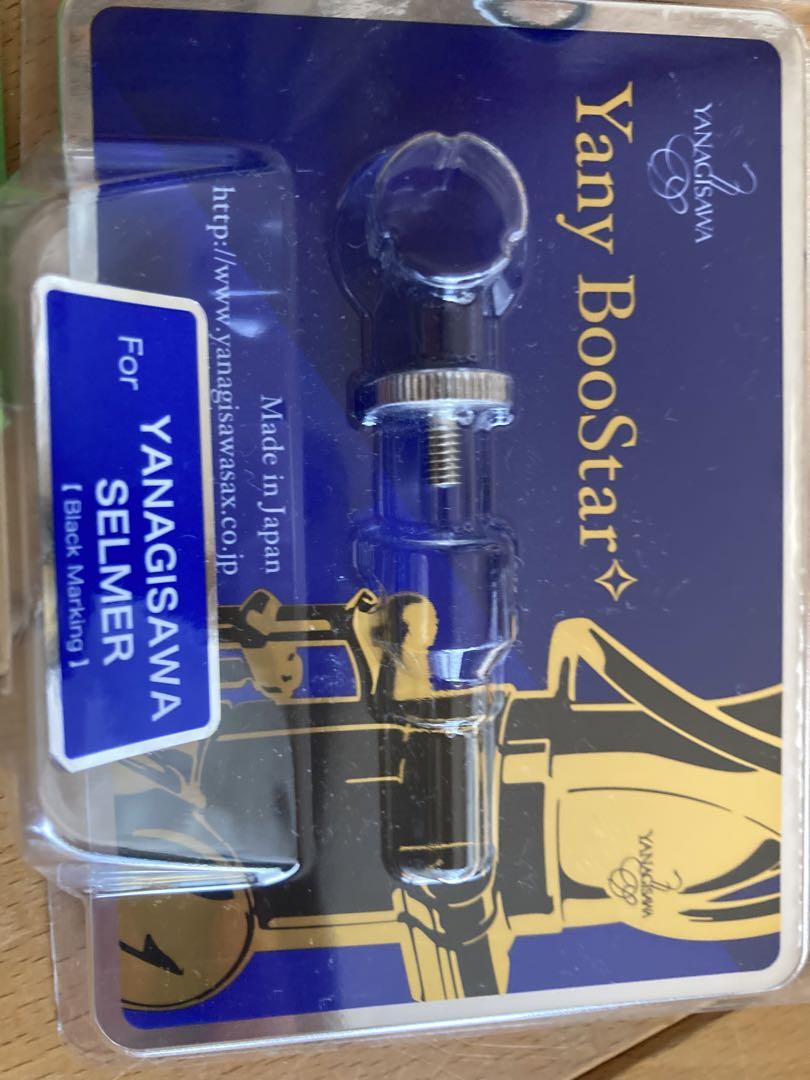 YANAGISAWA
Yany BooStar✧
Made in Japan
http://www.yanagisawasax.co.jp
For YANAGISAWA
SELMER
【Black Marking】
YANAGISAWA